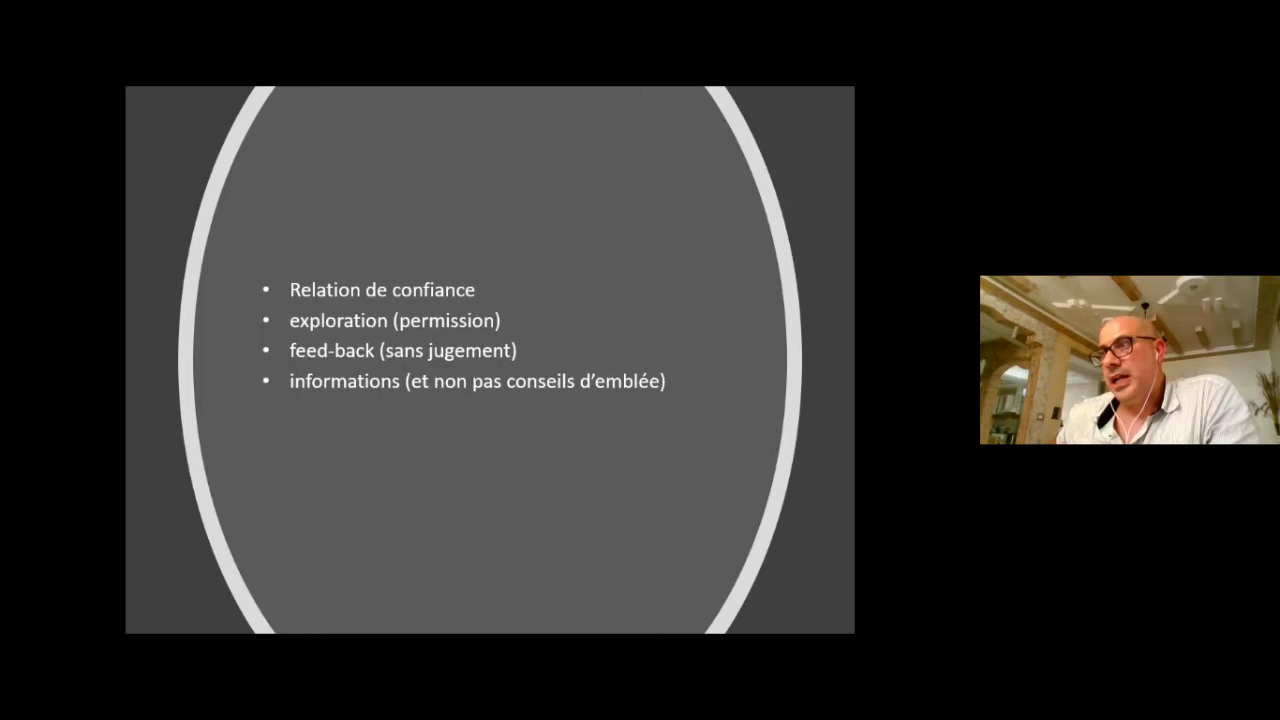 • Relation de confiance
• exploration (permission)
• feed-back (sans jugement)
• informations (et non pas conseils d’emblée)